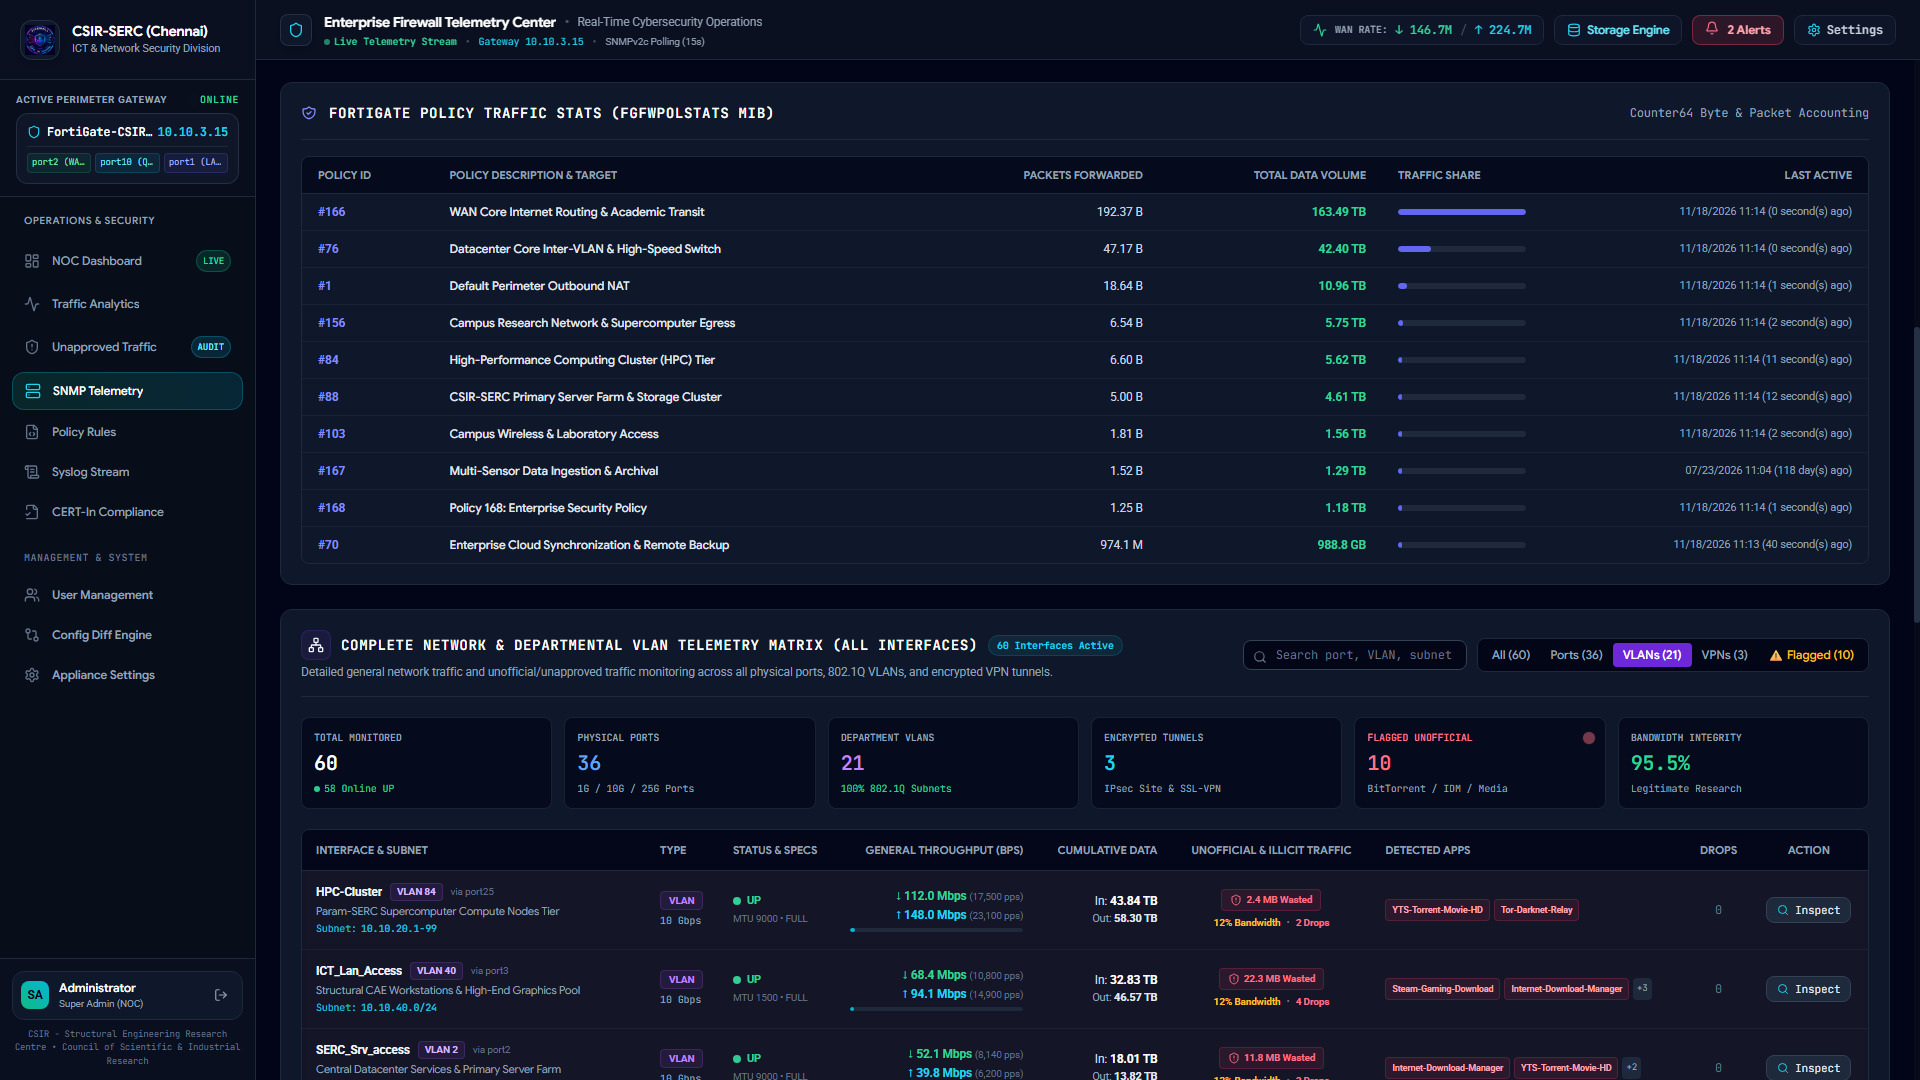 CSIR-SERC (Chennai)
ICT & Network Security Division
Enterprise Firewall Telemetry Center • Real-Time Cybersecurity Operations
Live Telemetry Stream • Gateway 10.10.3.15 • SNMPv2c Polling (15s)
WAN RATE: ↓ 146.7M / ↑ 224.7M
Storage Engine
2 Alerts
Settings
ACTIVE PERIMETER GATEWAY ONLINE
FortiGate-CSIR… 10.10.3.15
port2 (WA… port10 (Q… port1 (LA…
OPERATIONS & SECURITY
NOC Dashboard LIVE
Traffic Analytics
Unapproved Traffic AUDIT
SNMP Telemetry
Policy Rules
Syslog Stream
CERT-In Compliance
MANAGEMENT & SYSTEM
User Management
Config Diff Engine
Appliance Settings
SA
Administrator
Super Admin (NOC)
CSIR - Structural Engineering Research
Centre • Council of Scientific & Industrial
Research
FORTIGATE POLICY TRAFFIC STATS (FGFWPOLSTATS MIB)
Counter64 Byte & Packet Accounting
POLICY ID POLICY DESCRIPTION & TARGET PACKETS FORWARDED TOTAL DATA VOLUME TRAFFIC SHARE LAST ACTIVE
#166 WAN Core Internet Routing & Academic Transit 192.37 B 163.49 TB 11/18/2026 11:14 (0 second(s) ago)
#76 Datacenter Core Inter-VLAN & High-Speed Switch 47.17 B 42.40 TB 11/18/2026 11:14 (0 second(s) ago)
#1 Default Perimeter Outbound NAT 18.64 B 10.96 TB 11/18/2026 11:14 (1 second(s) ago)
#156 Campus Research Network & Supercomputer Egress 6.54 B 5.75 TB 11/18/2026 11:14 (2 second(s) ago)
#84 High-Performance Computing Cluster (HPC) Tier 6.60 B 5.62 TB 11/18/2026 11:14 (11 second(s) ago)
#88 CSIR-SERC Primary Server Farm & Storage Cluster 5.00 B 4.61 TB 11/18/2026 11:14 (12 second(s) ago)
#103 Campus Wireless & Laboratory Access 1.81 B 1.56 TB 11/18/2026 11:14 (2 second(s) ago)
#167 Multi-Sensor Data Ingestion & Archival 1.52 B 1.29 TB 07/23/2026 11:04 (118 day(s) ago)
#168 Policy 168: Enterprise Security Policy 1.25 B 1.18 TB 11/18/2026 11:14 (1 second(s) ago)
#70 Enterprise Cloud Synchronization & Remote Backup 974.1 M 988.8 GB 11/18/2026 11:13 (40 second(s) ago)
COMPLETE NETWORK & DEPARTMENTAL VLAN TELEMETRY MATRIX (ALL INTERFACES) 60 Interfaces Active
Detailed general network traffic and unofficial/unapproved traffic monitoring across all physical ports, 802.1Q VLANs, and encrypted VPN tunnels.
Search port, VLAN, subnet
All (60) Ports (36) VLANs (21) VPNs (3) Flagged (10)
TOTAL MONITORED
60
58 Online UP
PHYSICAL PORTS
36
1G / 10G / 25G Ports
DEPARTMENT VLANS
21
100% 802.1Q Subnets
ENCRYPTED TUNNELS
3
IPsec Site & SSL-VPN
FLAGGED UNOFFICIAL
10
BitTorrent / IDM / Media
BANDWIDTH INTEGRITY
95.5%
Legitimate Research
INTERFACE & SUBNET TYPE STATUS & SPECS GENERAL THROUGHPUT (BPS) CUMULATIVE DATA UNOFFICIAL & ILLICIT TRAFFIC DETECTED APPS DROPS ACTION
HPC-Cluster VLAN 84 via port25
Param-SERC Supercomputer Compute Nodes Tier
Subnet: 10.10.20.1-99
VLAN
10 Gbps
UP
MTU 9000 • FULL
↓ 112.0 Mbps (17,500 pps)
↑ 148.0 Mbps (23,100 pps)
In: 43.84 TB
Out: 58.30 TB
2.4 MB Wasted
12% Bandwidth • 2 Drops
YTS-Torrent-Movie-HD Tor-Darknet-Relay
0
Inspect
ICT_Lan_Access VLAN 40 via port3
Structural CAE Workstations & High-End Graphics Pool
Subnet: 10.10.40.0/24
VLAN
10 Gbps
UP
MTU 1500 • FULL
↓ 68.4 Mbps (10,800 pps)
↑ 94.1 Mbps (14,900 pps)
In: 32.83 TB
Out: 46.57 TB
22.3 MB Wasted
12% Bandwidth • 4 Drops
Steam-Gaming-Download Internet-Download-Manager +3
0
Inspect
SERC_Srv_access VLAN 2 via port2
Central Datacenter Services & Primary Server Farm
VLAN
10 Gbps
UP
MTU 9000 • FULL
↓ 52.1 Mbps (8,140 pps)
↑ 39.8 Mbps (6,200 pps)
In: 18.01 TB
Out: 13.82 TB
11.8 MB Wasted
Internet-Download-Manager YTS-Torrent-Movie-HD +2
0
Inspect